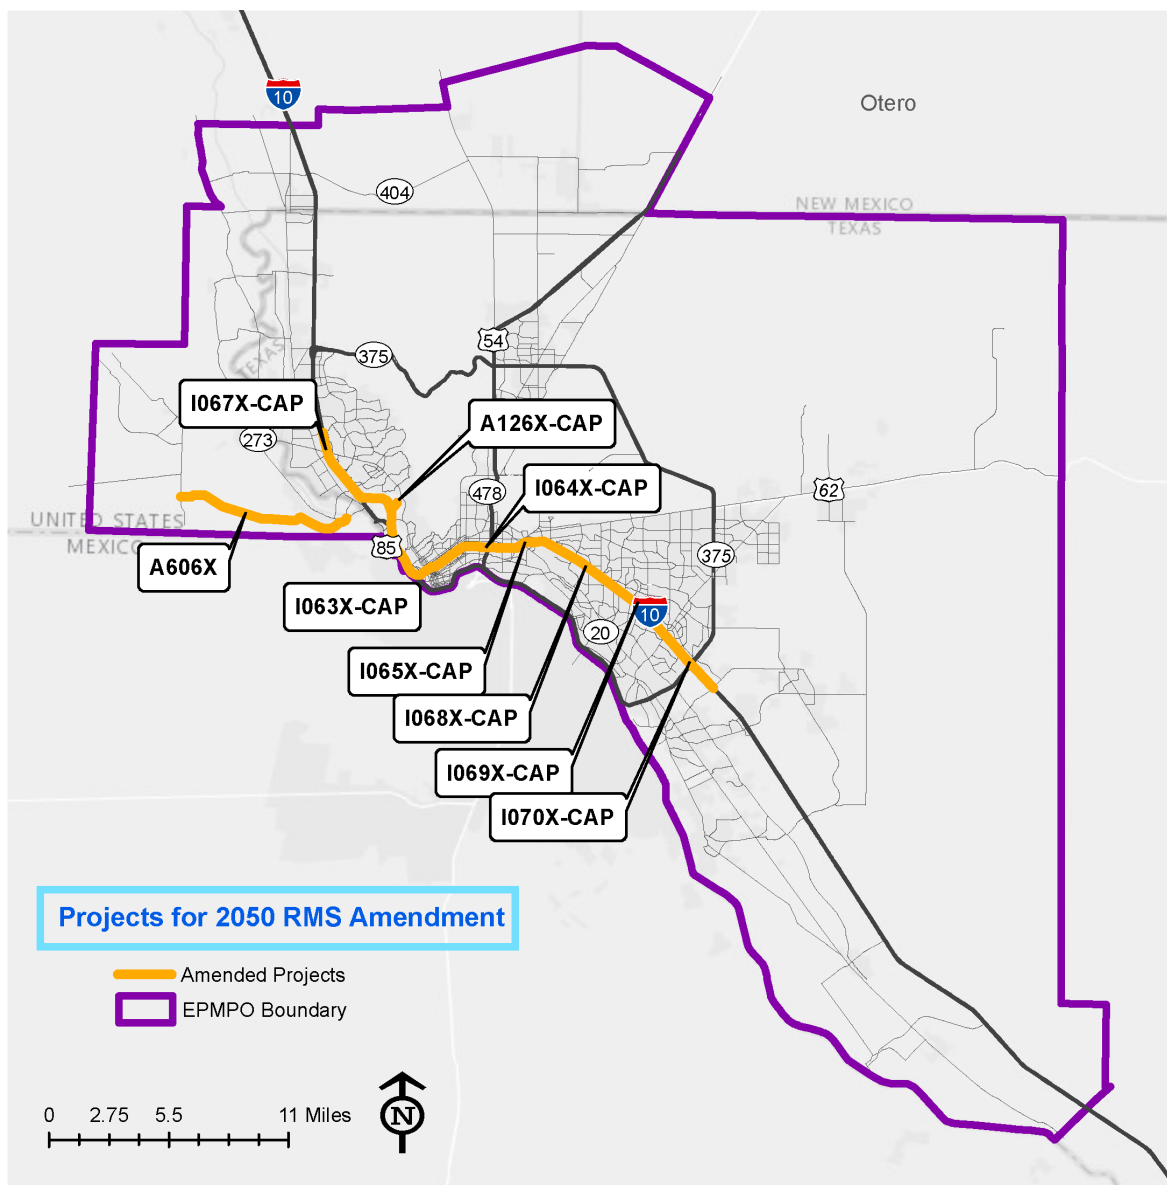 10
Otero
404
NEW MEXICO
TEXAS
54
375
TEXAS
I067X-CAP
A126X-CAP
273
I064X-CAP
478
62
UNITED STATES
MEXICO
85
375
A606X
I063X-CAP
10
20
I065X-CAP
I068X-CAP
I069X-CAP
I070X-CAP
Projects for 2050 RMS Amendment
Amended Projects
EPMPO Boundary
0 2.75 5.5 11 Miles
N